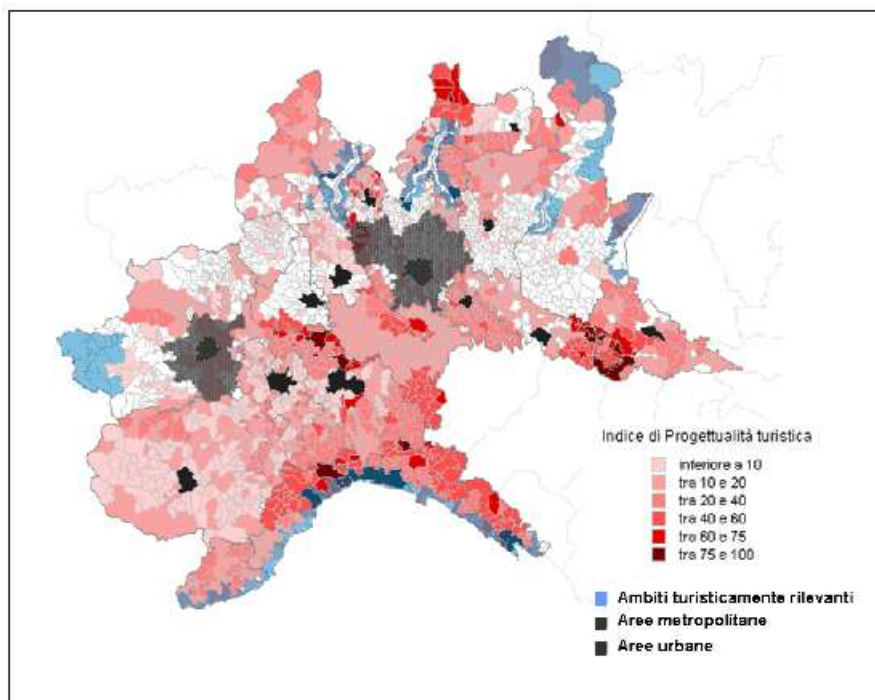 Indice di Progettualità turistica
inferiore a 10
tra 10 e 20
tra 20 e 40
tra 40 e 60
tra 60 e 75
tra 75 e 100
Ambiti turisticamente rilevanti
Aree metropolitane
Aree urbane